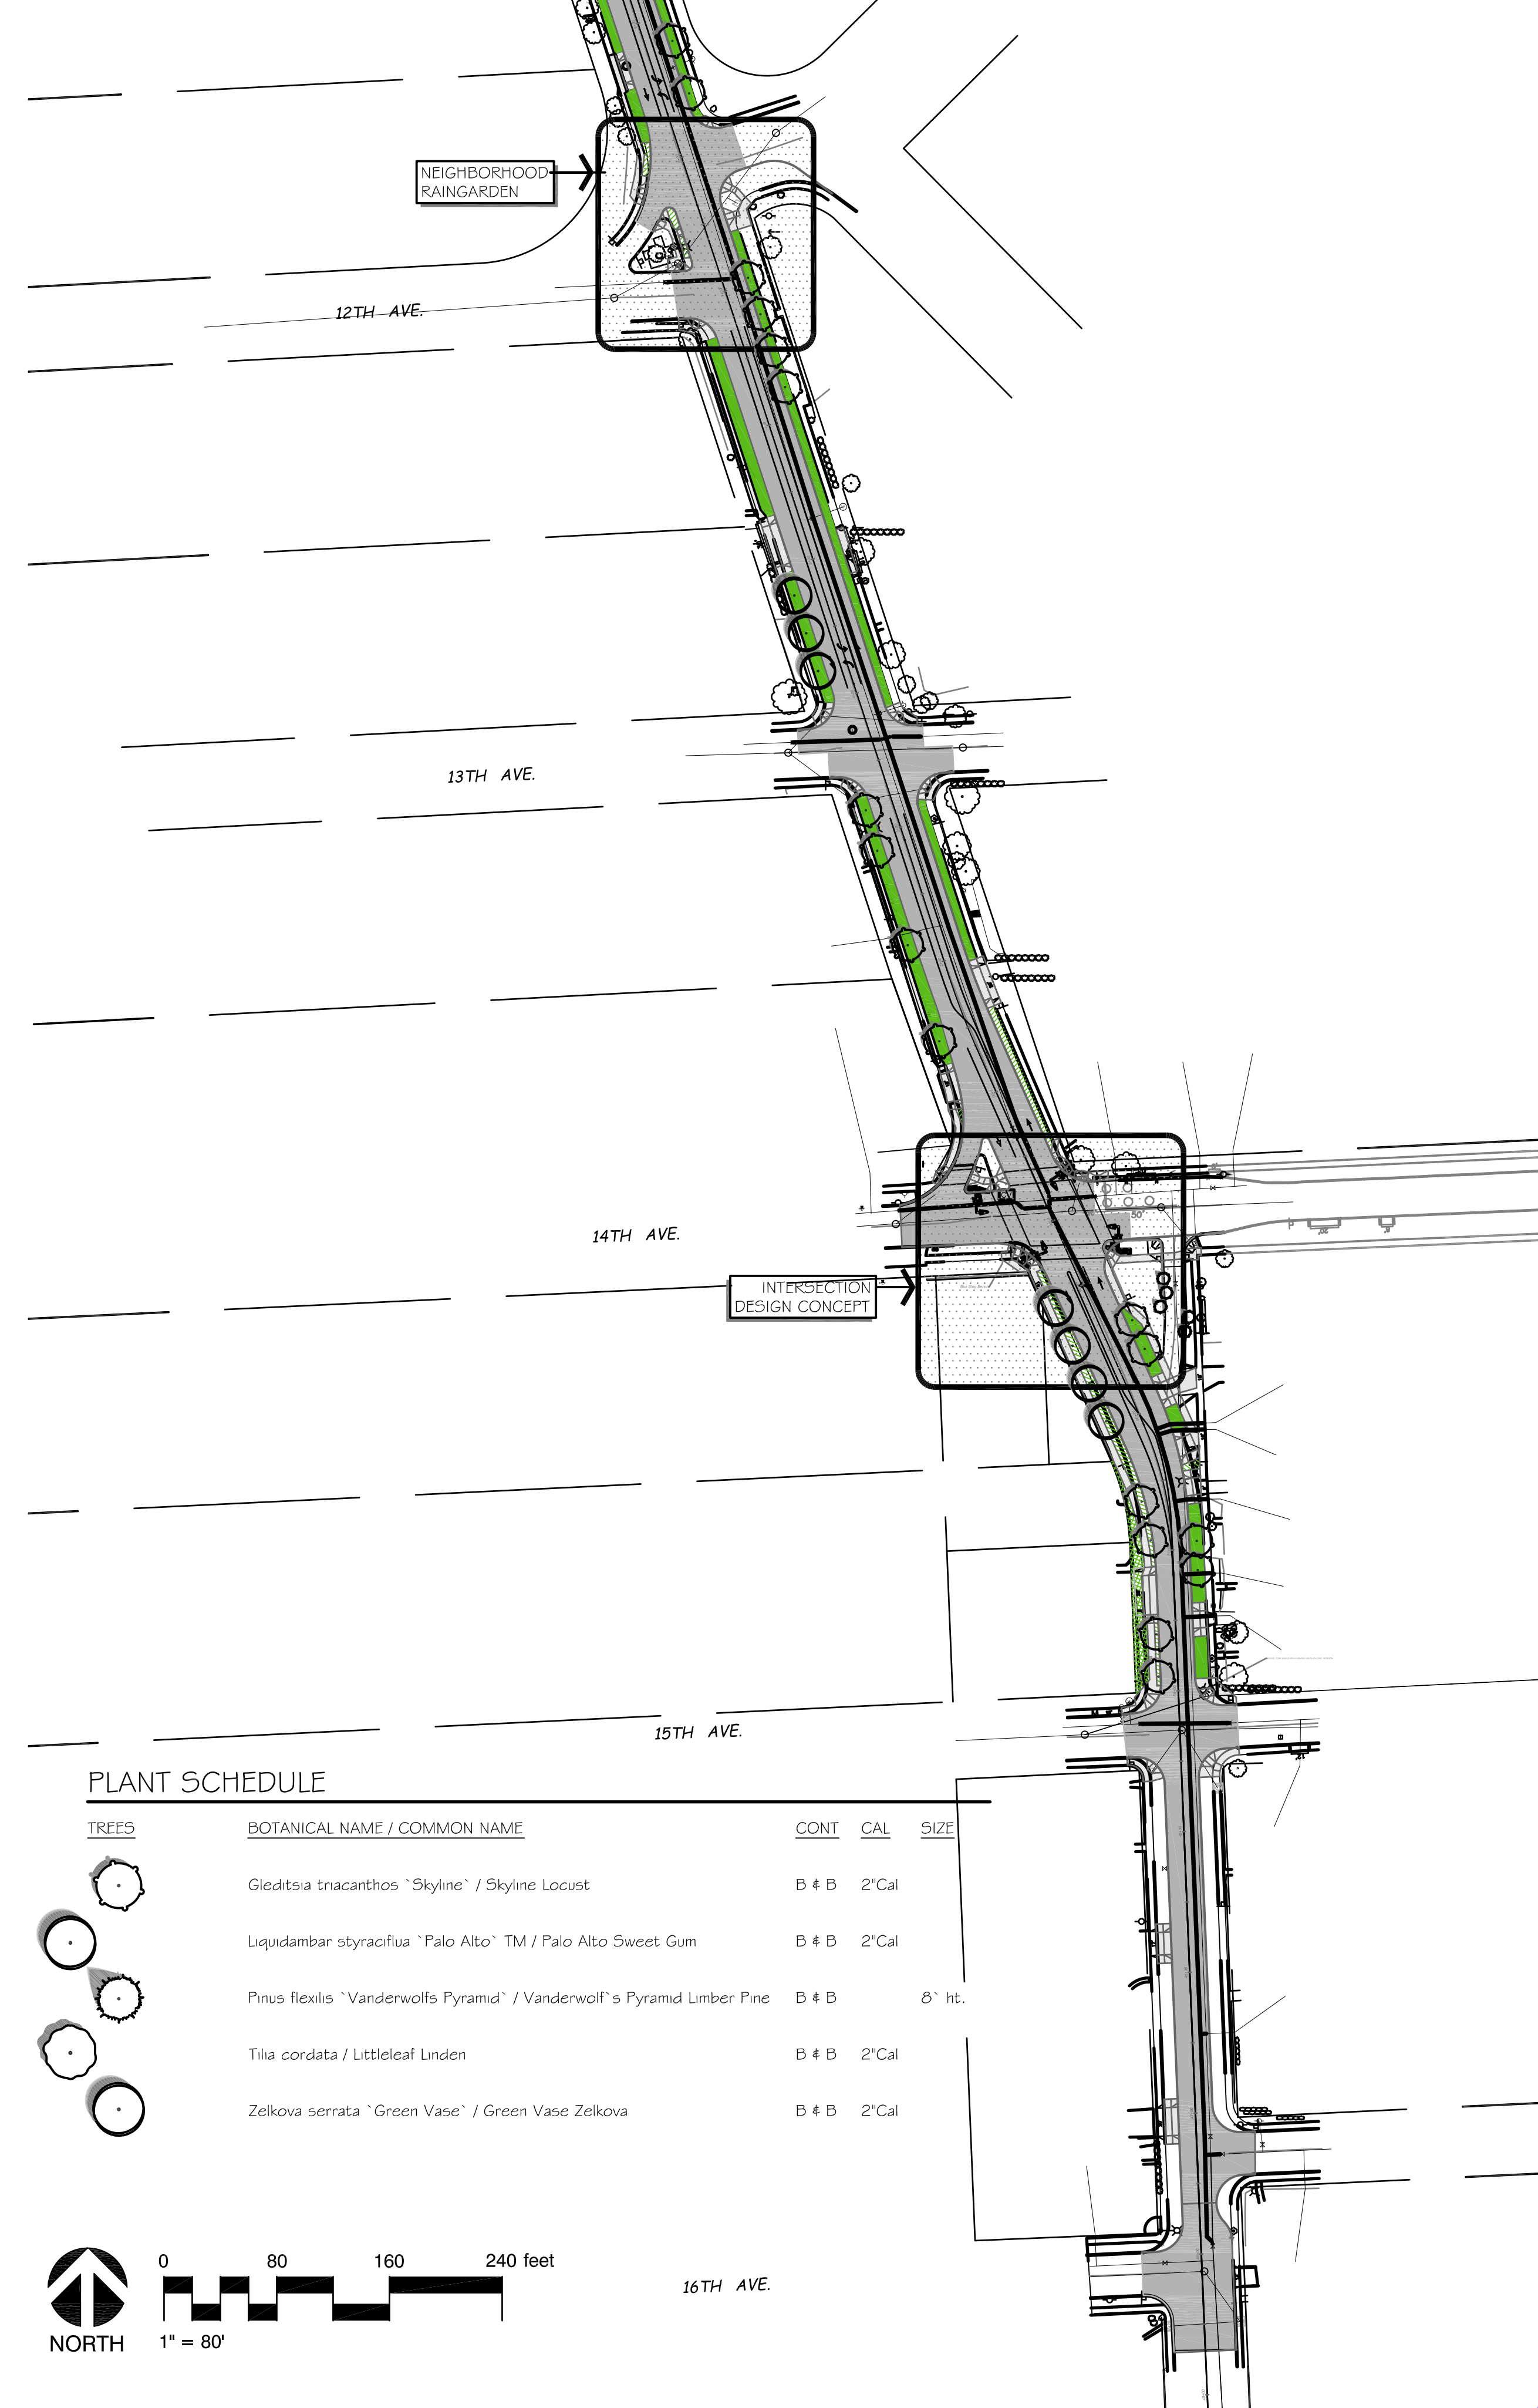 NEIGHBORHOOD
RAINGARDEN
12TH AVE.
13TH AVE.
14TH AVE.
50'
INTERSECTION
DESIGN CONCEPT
15TH AVE.
PLANT SCHEDULE
TREES BOTANICAL NAME / COMMON NAME CONT CAL SIZE
Gleditsia triacanthos `Skyline` / Skyline Locust B & B 2"Cal
Liquidambar styraciflua `Palo Alto` TM / Palo Alto Sweet Gum B & B 2"Cal
Pinus flexilis `Vanderwolfs Pyramid` / Vanderwolf`s Pyramid Limber Pine B & B 8` ht.
Tilia cordata / Littleleaf Linden B & B 2"Cal
Zelkova serrata `Green Vase` / Green Vase Zelkova B & B 2"Cal
0 80 160 240 feet
16TH AVE.
NORTH 1" = 80'